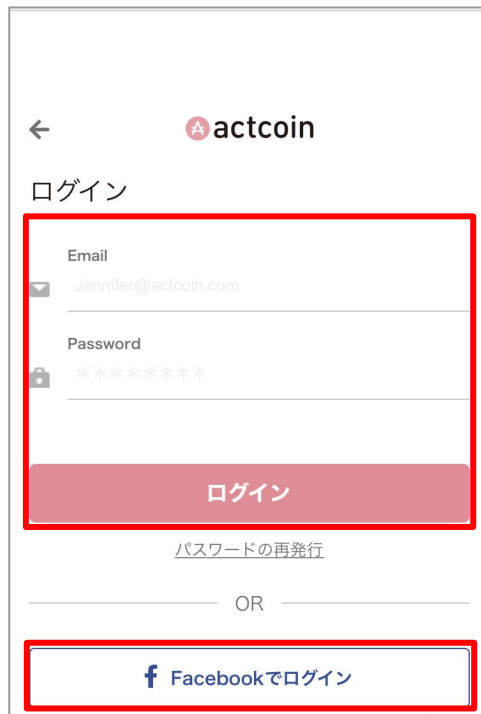 actcoin
ログイン
Email
Jennifer@actcoin.com
Password
********
ログイン
パスワードの再発行
OR
Facebookでログイン